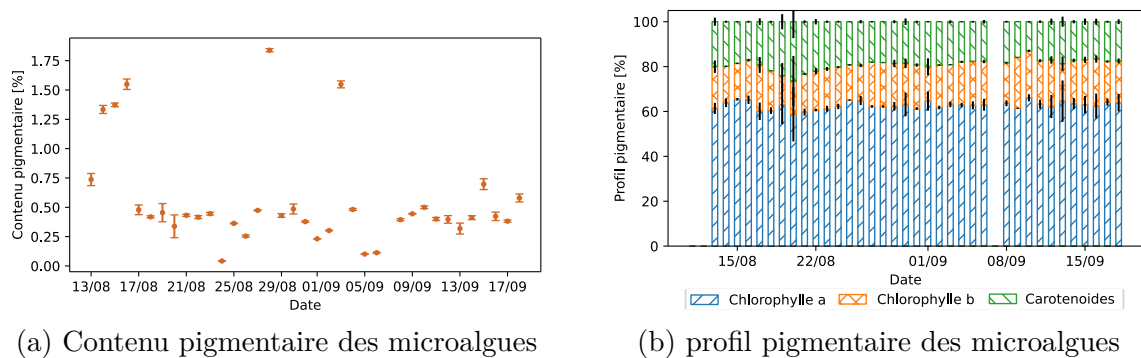 Contenu pigmentaire [%]
1.75
1.50
1.25
1.00
0.75
0.50
0.25
0.00
13/08 17/08 21/08 25/08 29/08 01/09 05/09 09/09 13/09 17/09
Date
(a) Contenu pigmentaire des microalgues
Profil pigmentaire [%]
100
80
60
40
20
0
15/08 22/08 01/09 08/09 15/09
Date
Chlorophylle a Chlorophylle b Carotenoides
(b) profil pigmentaire des microalgues